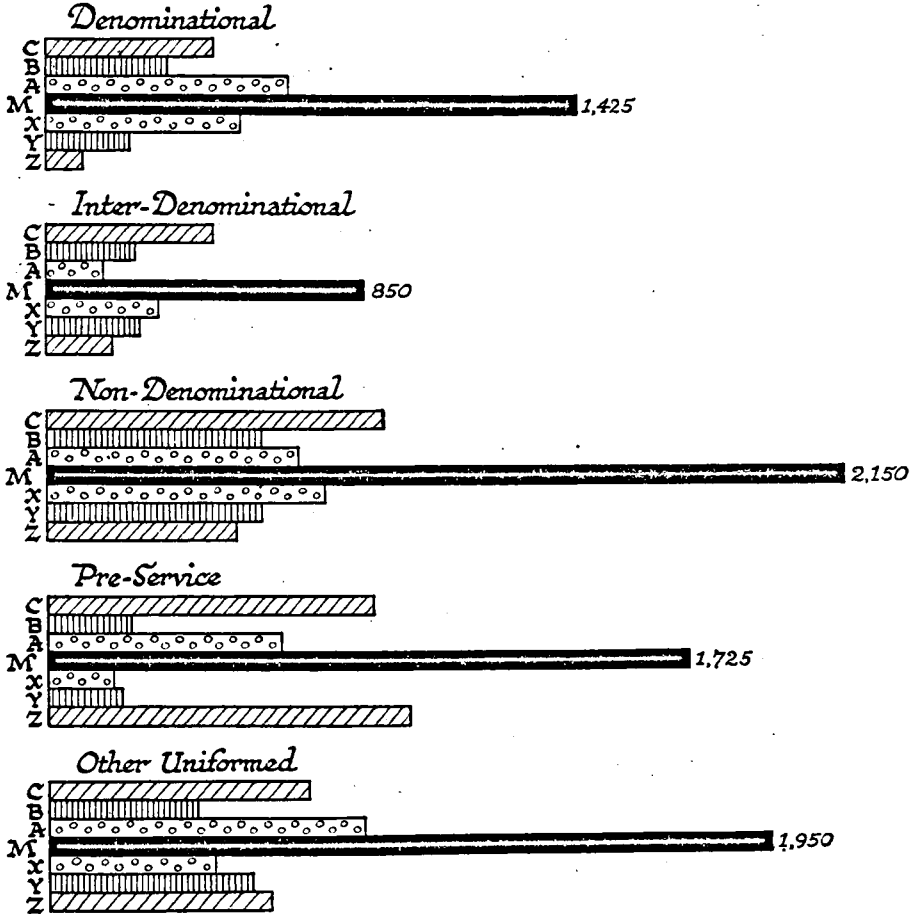 Denominational
C
B
A
M 1,425
X
Y
Z
Inter-Denominational
C
B
A
M 850
X
Y
Z
Non-Denominational
C
B
A
M 2,150
X
Y
Z
Pre-Service
C
B
A
M 1,725
X
Y
Z
Other Uniformed
C
B
A
M 1,950
X
Y
Z